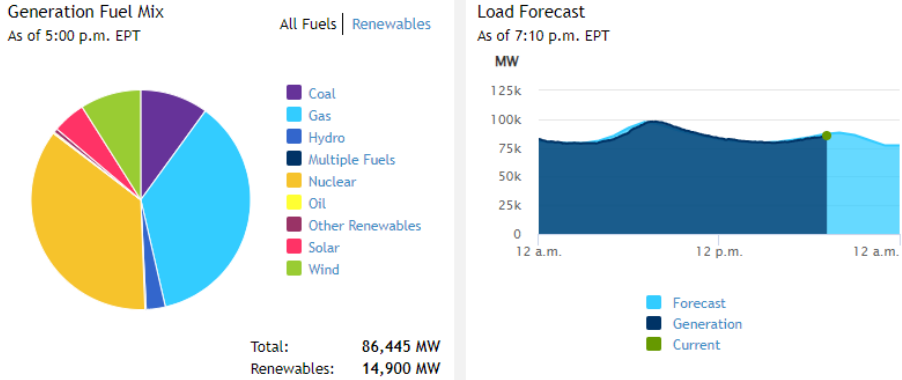 Generation Fuel Mix
As of 5:00 p.m. EPT
All Fuels | Renewables
Coal
Gas
Hydro
Multiple Fuels
Nuclear
Oil
Other Renewables
Solar
Wind
Total: 86,445 MW
Renewables: 14,900 MW
Load Forecast
As of 7:10 p.m. EPT
MW
125k
100k
75k
50k
25k
0
12 a.m. 12 p.m. 12 a.m.
Forecast
Generation
Current